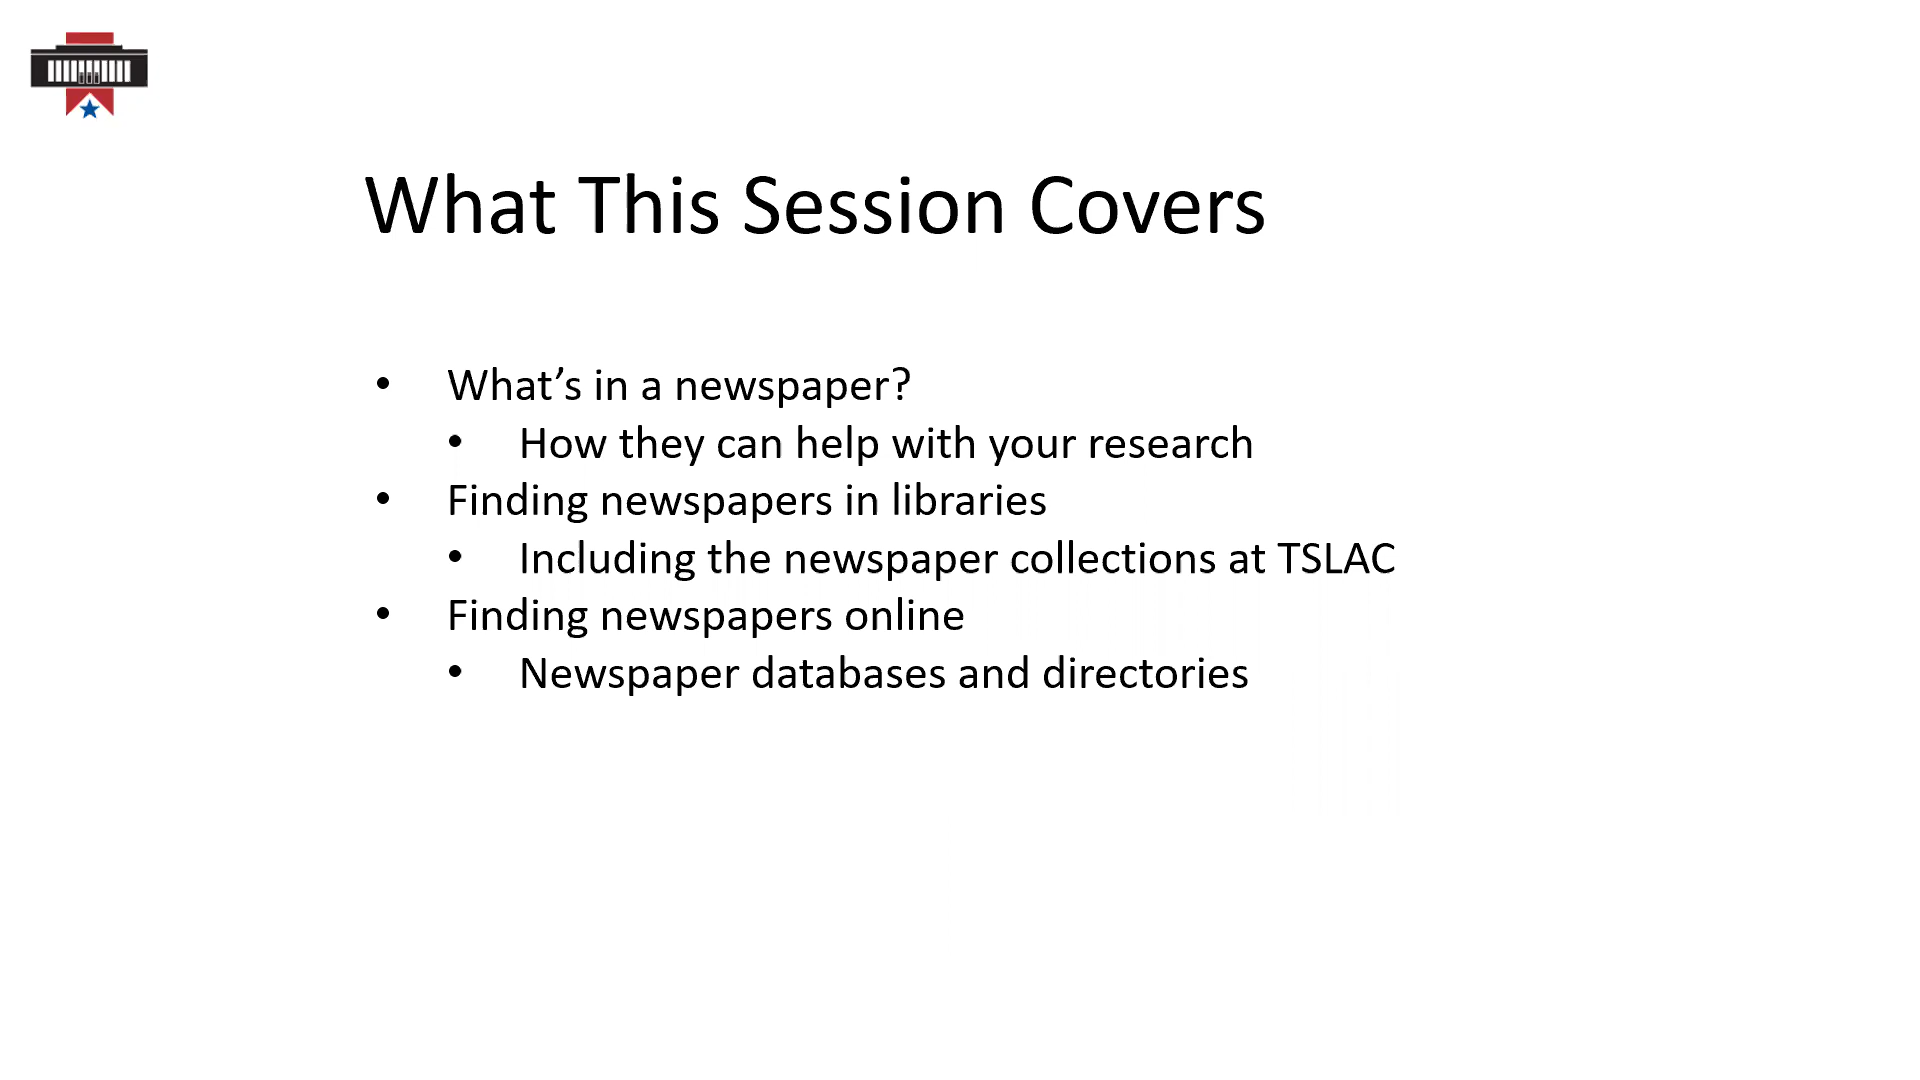 What This Session Covers
• What’s in a newspaper?
• How they can help with your research
• Finding newspapers in libraries
• Including the newspaper collections at TSLAC
• Finding newspapers online
• Newspaper databases and directories